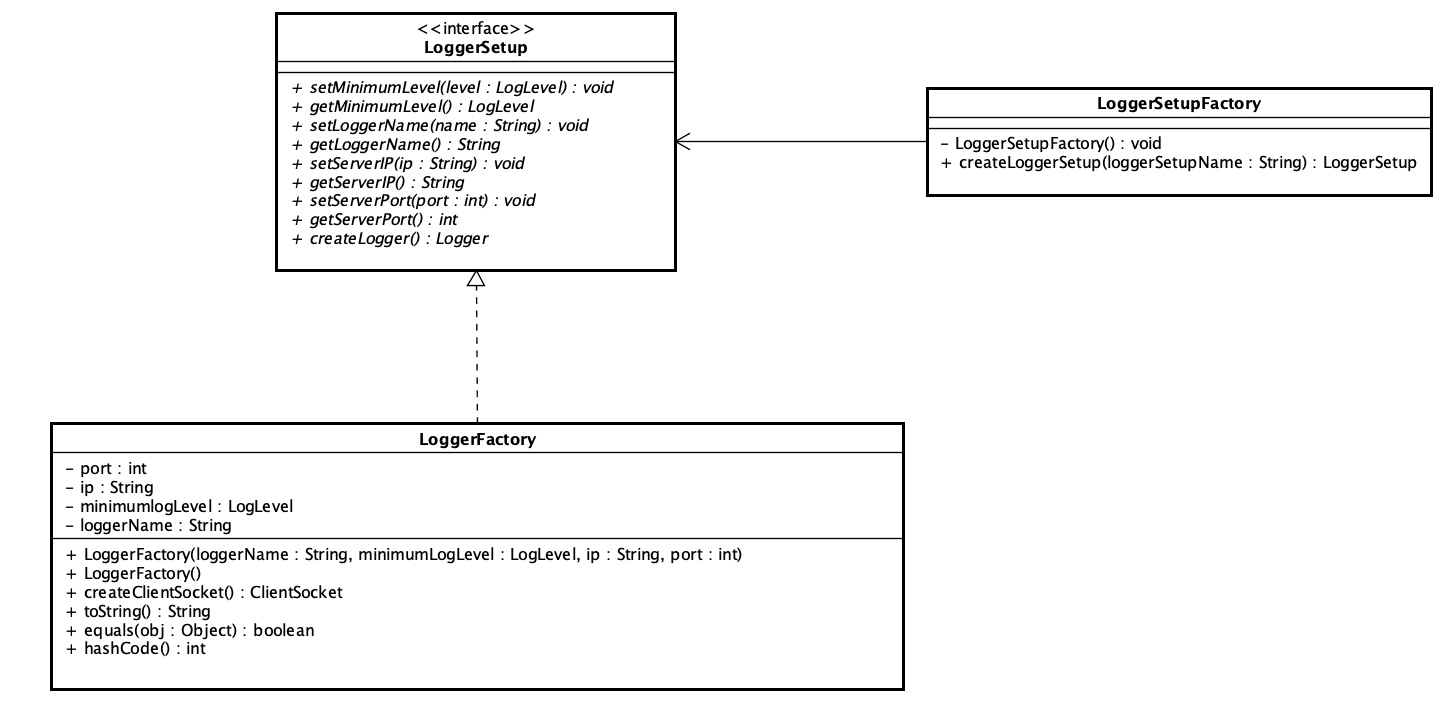 <<interface>>
LoggerSetup
+ setMinimumLevel(level : LogLevel) : void
+ getMinimumLevel() : LogLevel
+ setLoggerName(name : String) : void
+ getLoggerName() : String
+ setServerIP(ip : String) : void
+ getServerIP() : String
+ setServerPort(port : int) : void
+ getServerPort() : int
+ createLogger() : Logger
LoggerSetupFactory
- LoggerSetupFactory() : void
+ createLoggerSetup(loggerSetupName : String) : LoggerSetup
LoggerFactory
- port : int
- ip : String
- minimumlogLevel : LogLevel
- loggerName : String
+ LoggerFactory(loggerName : String, minimumLogLevel : LogLevel, ip : String, port : int)
+ LoggerFactory()
+ createClientSocket() : ClientSocket
+ toString() : String
+ equals(obj : Object) : boolean
+ hashCode() : int